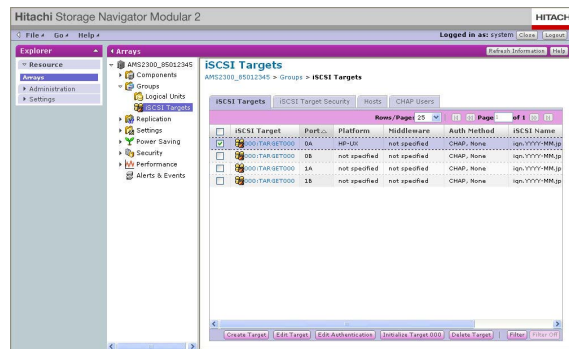 Hitachi Storage Navigator Modular 2
HITACHI
File Go Help
Logged in as: system Close Logout
Explorer
Arrays
Refresh Information Help
Resource
Arrays
Administration
Settings
AMS2300_85012345
Components
Groups
Logical Units
iSCSI Targets
Replication
Settings
Power Saving
Security
Performance
Alerts & Events
iSCSI Targets
AMS2300_85012345 > Groups > iSCSI Targets
iSCSI Targets iSCSI Target Security Hosts CHAP Users
Rows/Page: 25 Page 1 of 1
iSCSI Target Port Platform Middleware Auth Method iSCSI Name
000:TARGET000 0A HP-UX not specified CHAP, None iqn.YYYY-MM.jp
000:TARGET000 0B not specified not specified CHAP, None iqn.YYYY-MM.jp
000:TARGET000 1A not specified not specified CHAP, None iqn.YYYY-MM.jp
000:TARGET000 1B not specified not specified CHAP, None iqn.YYYY-MM.jp
Create Target Edit Target Edit Authentication Initialize Target 000 Delete Target | Filter Filter Off